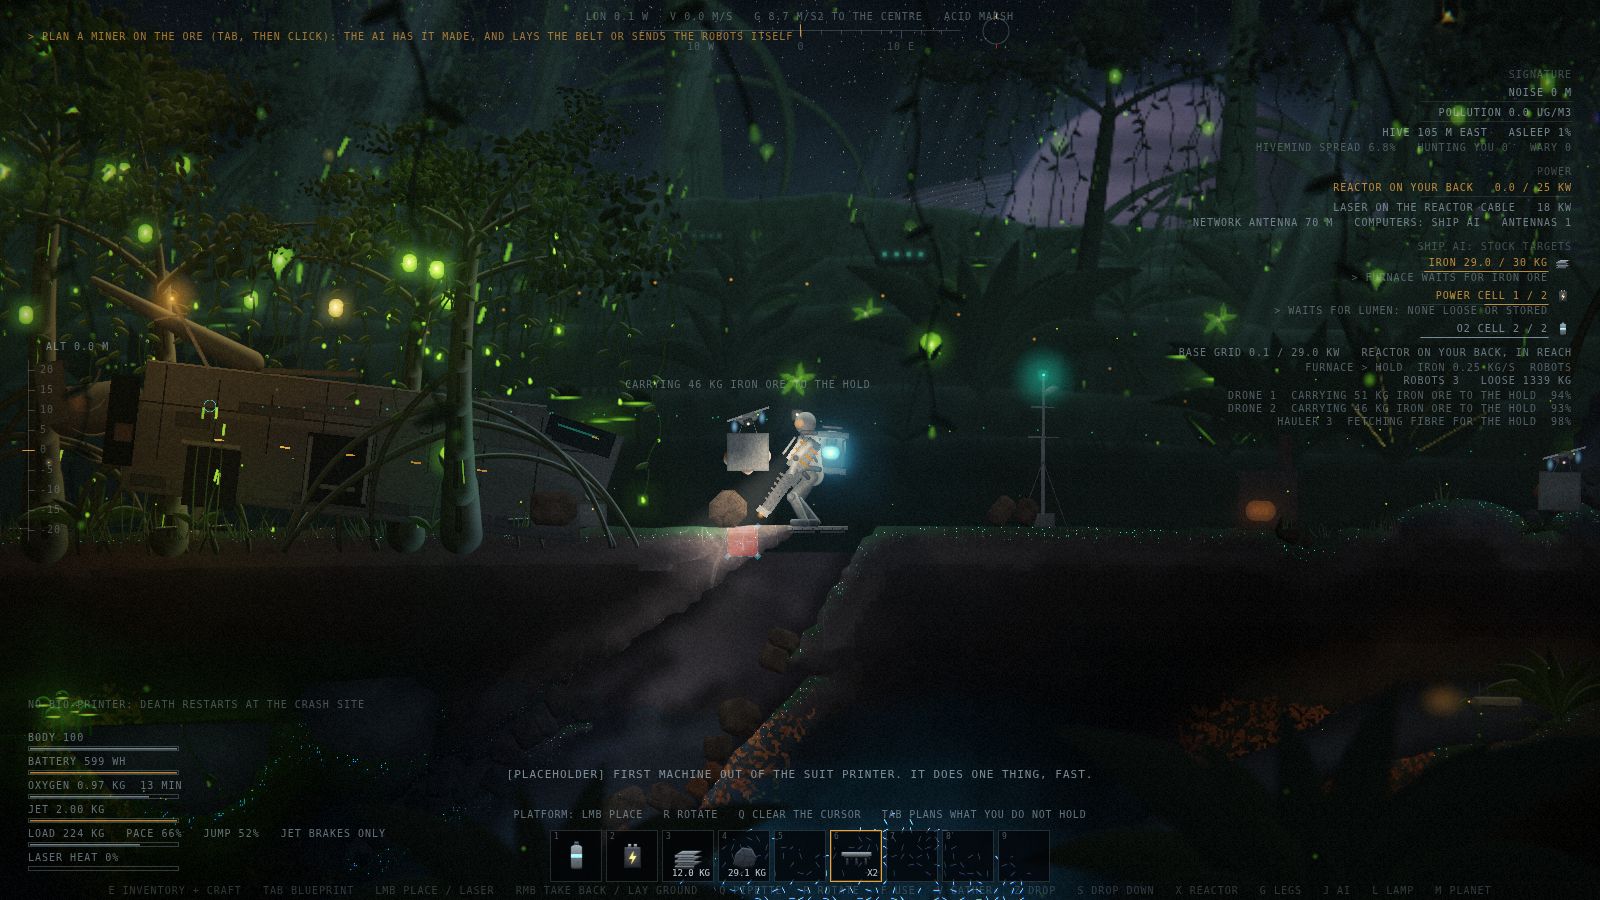 LON 0.1 W   V 0.0 M/S   G 8.7 M/S2 TO THE CENTRE   ACID MARSH
> PLAN A MINER ON THE ORE (TAB, THEN CLICK): THE AI HAS IT MADE, AND LAYS THE BELT OR SENDS THE ROBOTS ITSELF
10 W   0   10 E
SIGNATURE
NOISE 0 M
POLLUTION 0.0 UG/M3
HIVE 105 M EAST   ASLEEP 1%
HIVEMIND SPREAD 6.8%   HUNTING YOU 0   WARY 0
POWER
REACTOR ON YOUR BACK   0.0 / 25 KW
LASER ON THE REACTOR CABLE   18 KW
NETWORK ANTENNA 70 M   COMPUTERS: SHIP AI   ANTENNAS 1
SHIP AI: STOCK TARGETS
IRON 29.0 / 30 KG
> FURNACE WAITS FOR IRON ORE
POWER CELL 1 / 2
> WAITS FOR LUMEN: NONE LOOSE OR STORED
O2 CELL 2 / 2
BASE GRID 0.1 / 29.0 KW   REACTOR ON YOUR BACK, IN REACH
FURNACE > HOLD   IRON 0.25 KG/S   ROBOTS
ROBOTS 3   LOOSE 1339 KG
DRONE 1   CARRYING 51 KG IRON ORE TO THE HOLD   94%
DRONE 2   CARRYING 46 KG IRON ORE TO THE HOLD   93%
HAULER 3   FETCHING FIBRE FOR THE HOLD   98%
ALT 0.0 M
20
15
10
5
0
-5
-10
-15
-20
CARRYING 46 KG IRON ORE TO THE HOLD
NO BIO-PRINTER: DEATH RESTARTS AT THE CRASH SITE
BODY 100
BATTERY 599 WH
OXYGEN 0.97 KG   13 MIN
JET 2.00 KG
LOAD 224 KG   PACE 66%   JUMP 52%   JET BRAKES ONLY
LASER HEAT 0%
[PLACEHOLDER] FIRST MACHINE OUT OF THE SUIT PRINTER. IT DOES ONE THING, FAST.
PLATFORM: LMB PLACE   R ROTATE   Q CLEAR THE CURSOR   TAB PLANS WHAT YOU DO NOT HOLD
1   2   3   4   5   6   7   8   9
12.0 KG   29.1 KG   X2
E INVENTORY + CRAFT   TAB BLUEPRINT   LMB PLACE / LASER   RMB TAKE BACK / LAY GROUND   Q PIPETTE   R ROTATE   F USE   DROP   S DROP DOWN   X REACTOR   G LEGS   J AI   L LAMP   M PLANET